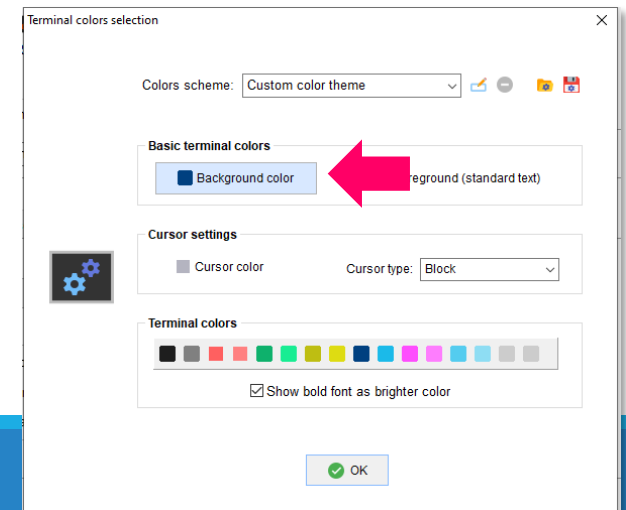 Terminal colors selection
Colors scheme: Custom color theme
Basic terminal colors
Background color
(standard text)
Cursor settings
Cursor color Cursor type: Block
Terminal colors
Show bold font as brighter color
OK